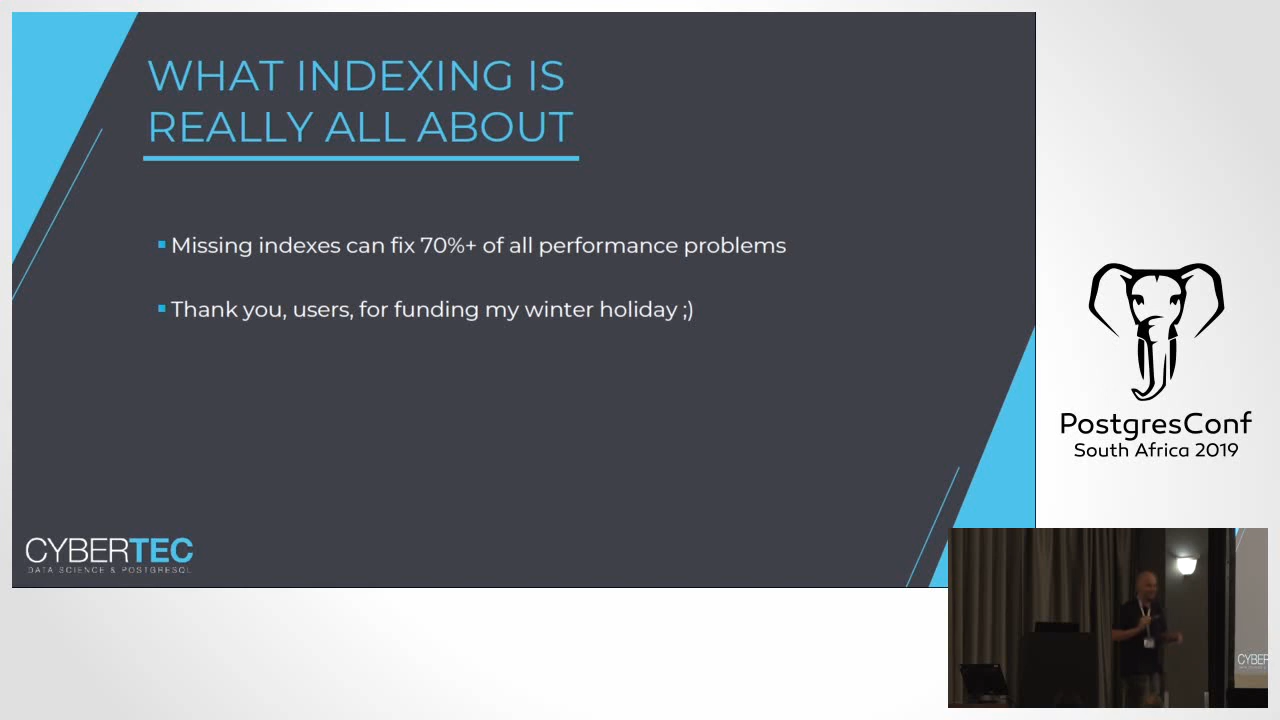 WHAT INDEXING IS
REALLY ALL ABOUT
Missing indexes can fix 70%+ of all performance problems
Thank you, users, for funding my winter holiday ;)
CYBERTEC
DATA SCIENCE & POSTGRESQL
PostgresConf
South Africa 2019
CYBER